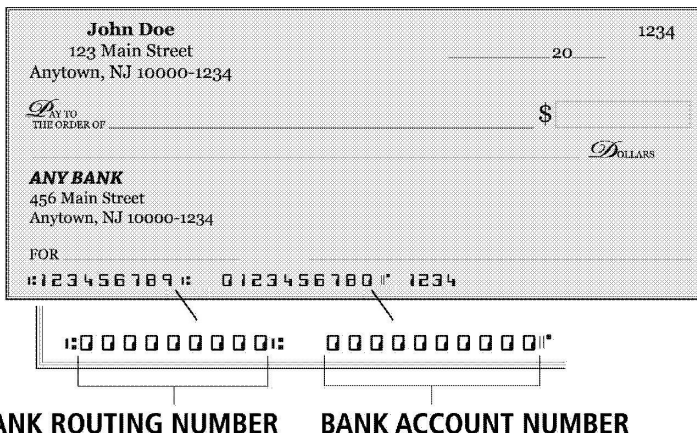 John Doe 1234
123 Main Street 20
Anytown, NJ 10000-1234
PAY TO
THE ORDER OF $
DOLLARS
ANY BANK
456 Main Street
Anytown, NJ 10000-1234
FOR
⑆123456789⑆ 0123456780⑈ 1234
⑆000000000⑆ 0000000000⑈
ANK ROUTING NUMBER BANK ACCOUNT NUMBER